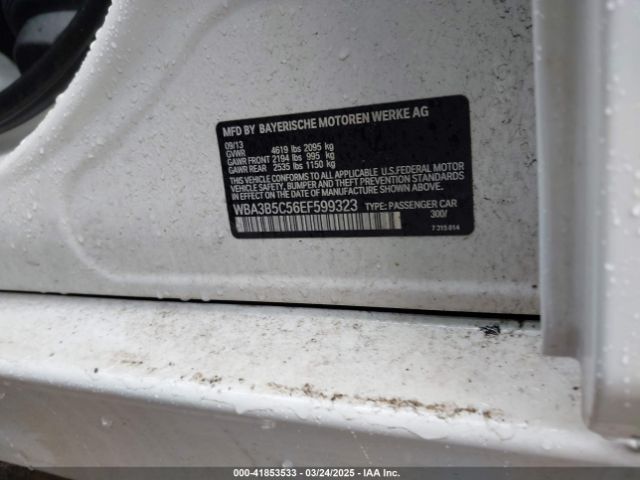 MFD BY BAYERISCHE MOTOREN WERKE AG
09/13
GVWR 4619 lbs 2095 kg
GAWR FRONT 2194 lbs 995 kg
GAWR REAR 2535 lbs 1150 kg
THIS VEHICLE CONFORMS TO ALL APPLICABLE U.S.FEDERAL MOTOR
VEHICLE SAFETY, BUMPER AND THEFT PREVENTION STANDARDS
IN EFFECT ON THE DATE OF MANUFACTURE SHOWN ABOVE.
WBA3B5C56EF599323 TYPE: PASSENGER CAR
300/
7 315 014
000-41853533 03/24/2025 IAA Inc.